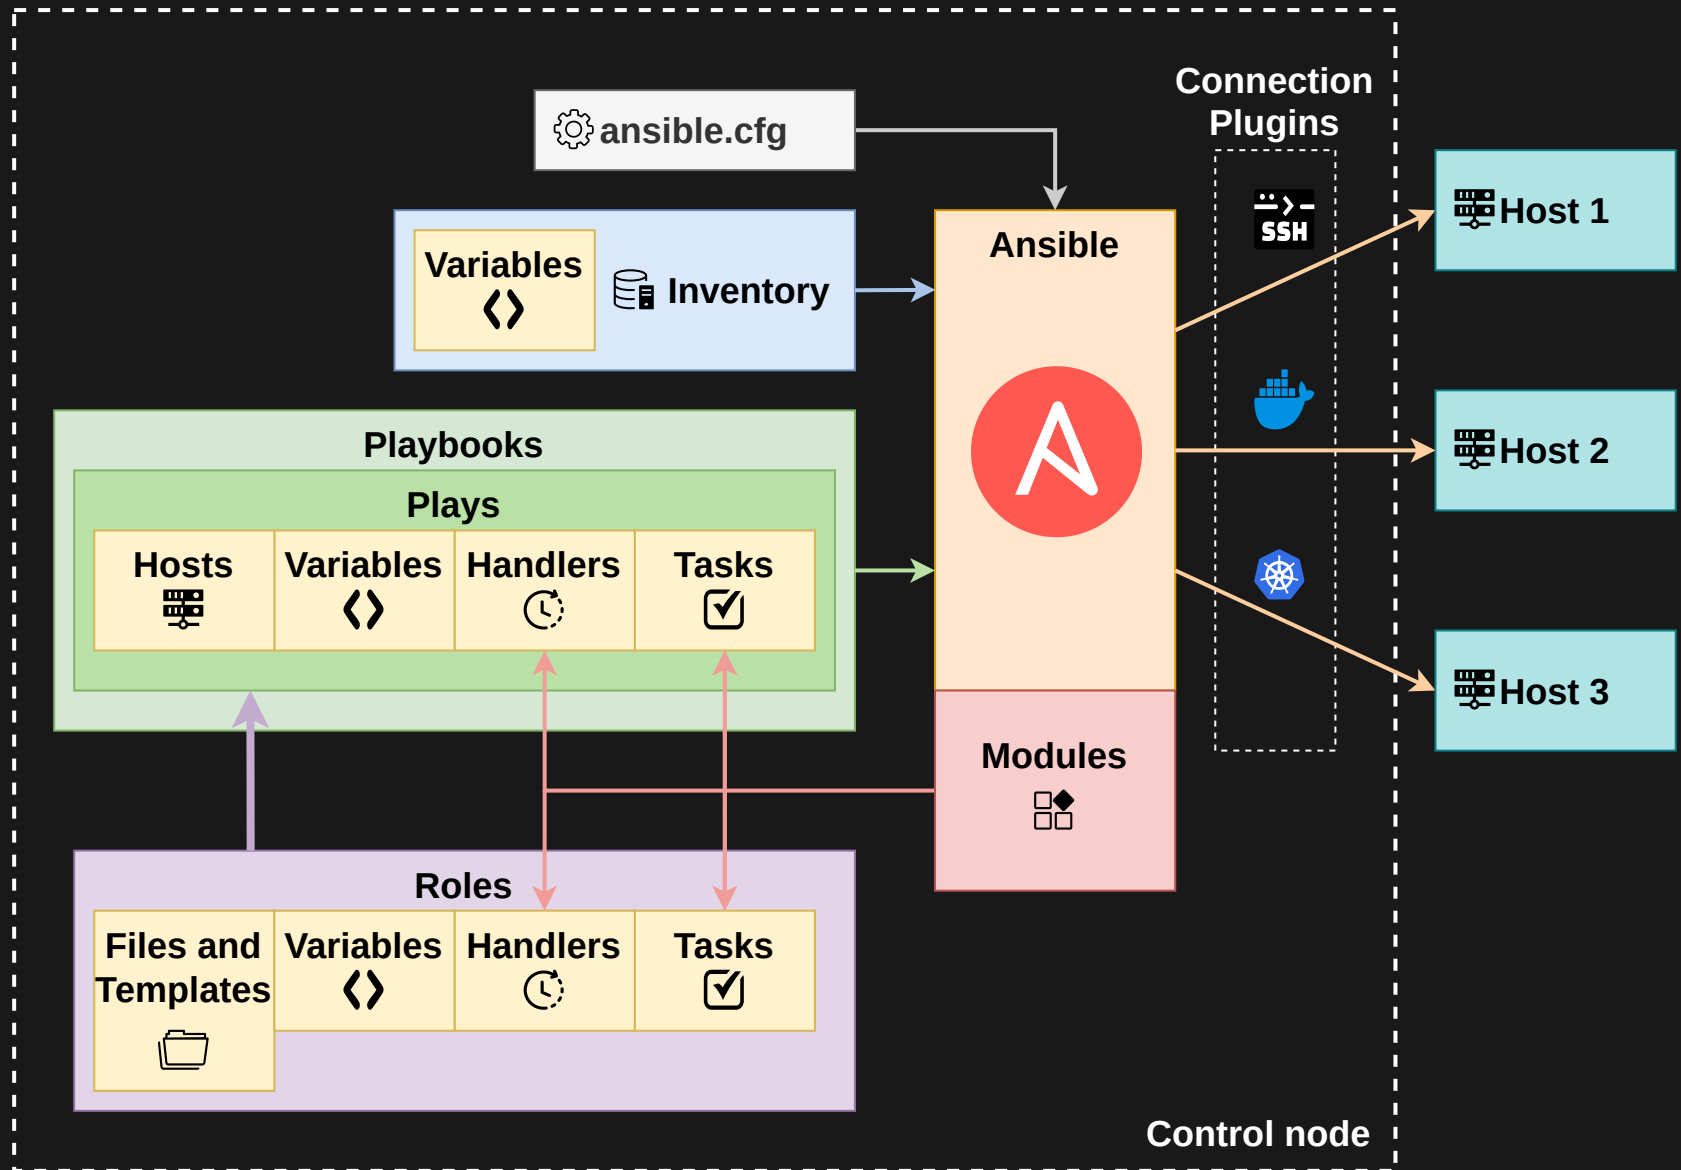 Connection
Plugins
ansible.cfg
SSH
Host 1
Ansible
Variables
Inventory
Host 2
Playbooks
Plays
Hosts
Variables
Handlers
Tasks
Host 3
Modules
Roles
Files and
Templates
Variables
Handlers
Tasks
Control node